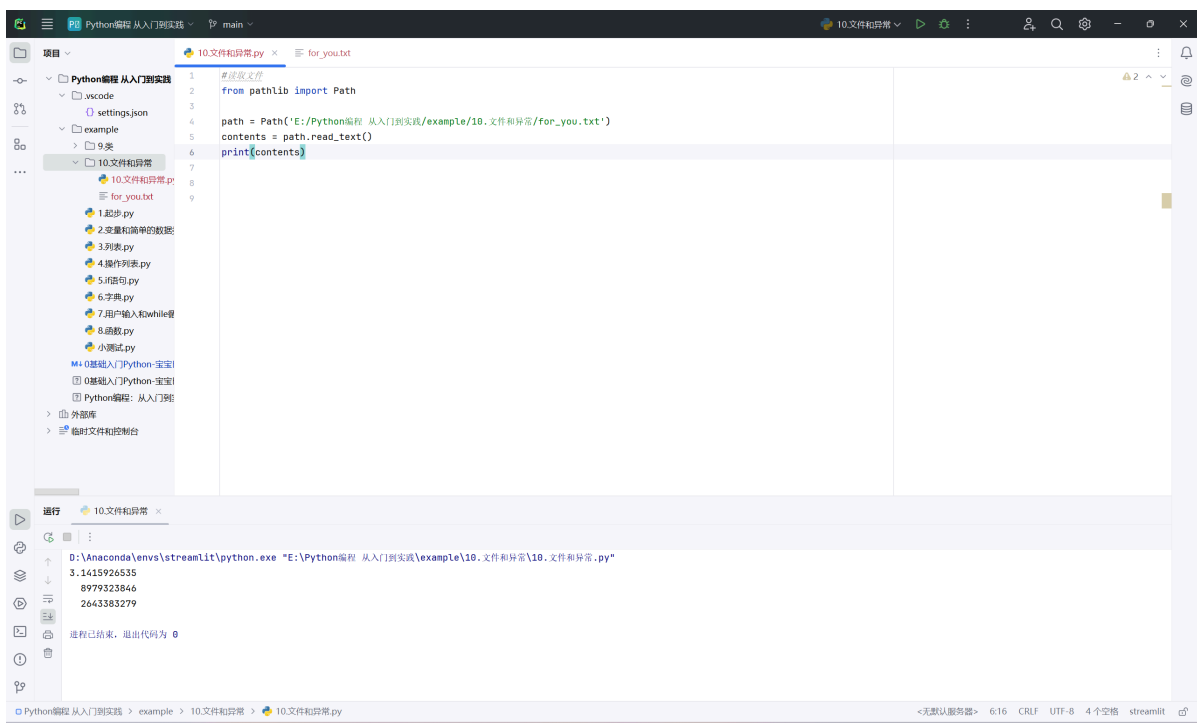 PC Python编程 从入门到实践 main 10.文件和异常
项目
10.文件和异常.py
for_you.txt
Python编程 从入门到实践
.vscode
settings.json
example
9.类
10.文件和异常
10.文件和异常.py
for_you.txt
1.起步.py
2.变量和简单的数据
3.列表.py
4.操作列表.py
5.if语句.py
6.字典.py
7.用户输入和while
8.函数.py
小测试.py
M↓ 0基础入门Python-宝宝
0基础入门Python-宝宝
Python编程：从入门到
外部库
临时文件和控制台
1 #读取文件
2 from pathlib import Path
3
4 path = Path('E:/Python编程 从入门到实践/example/10.文件和异常/for_you.txt')
5 contents = path.read_text()
6 print(contents)
7
8
9
2
运行 10.文件和异常
D:\Anaconda\envs\streamlit\python.exe "E:\Python编程 从入门到实践\example\10.文件和异常\10.文件和异常.py"
3.1415926535
8979323846
2643383279
进程已结束，退出代码为 0
Python编程 从入门到实践 > example > 10.文件和异常 > 10.文件和异常.py
<无默认服务器> 6:16 CRLF UTF-8 4 个空格 streamlit